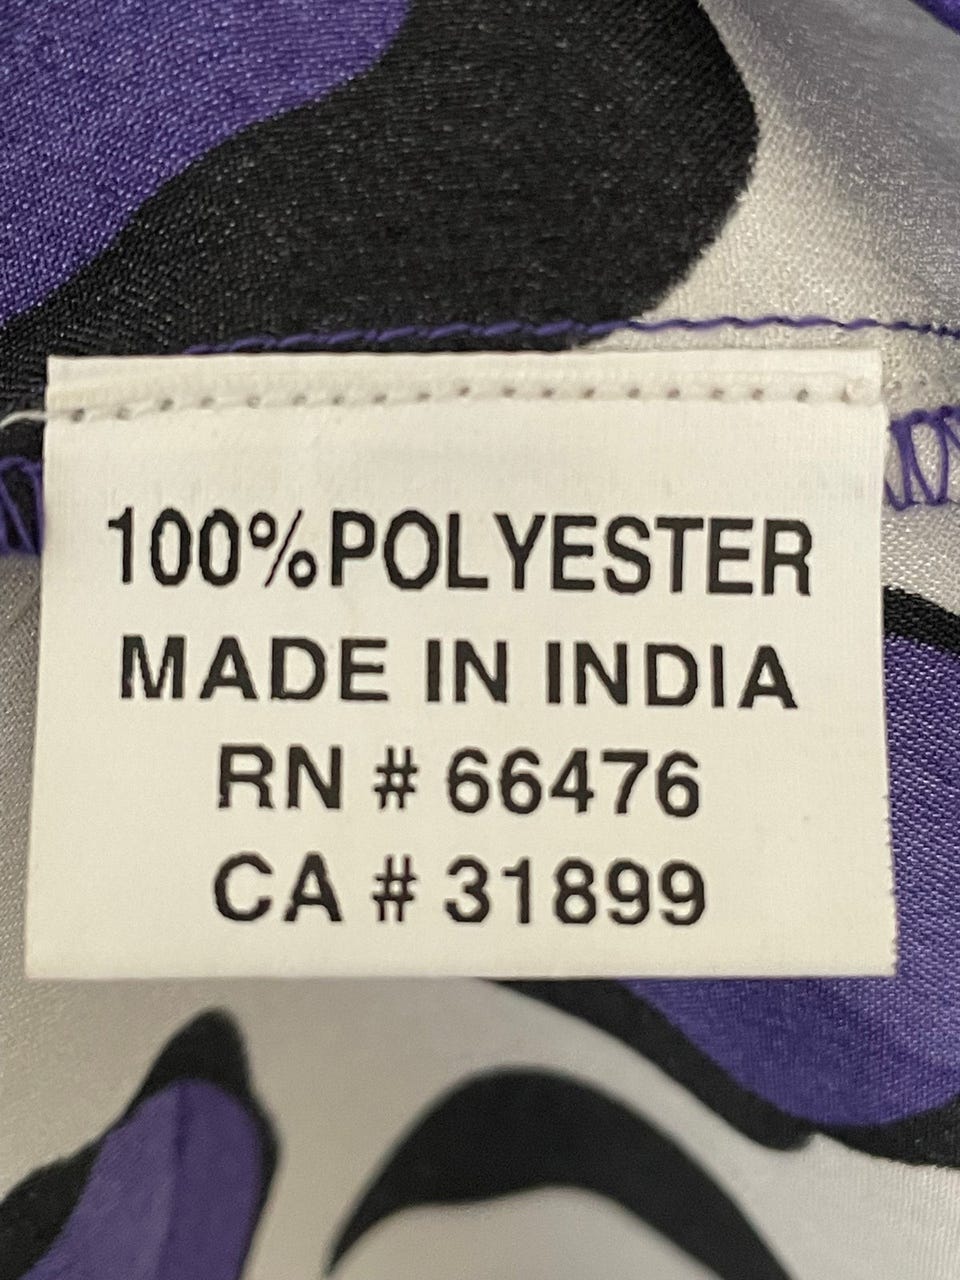 100%POLYESTER
MADE IN INDIA
RN # 66476
CA # 31899